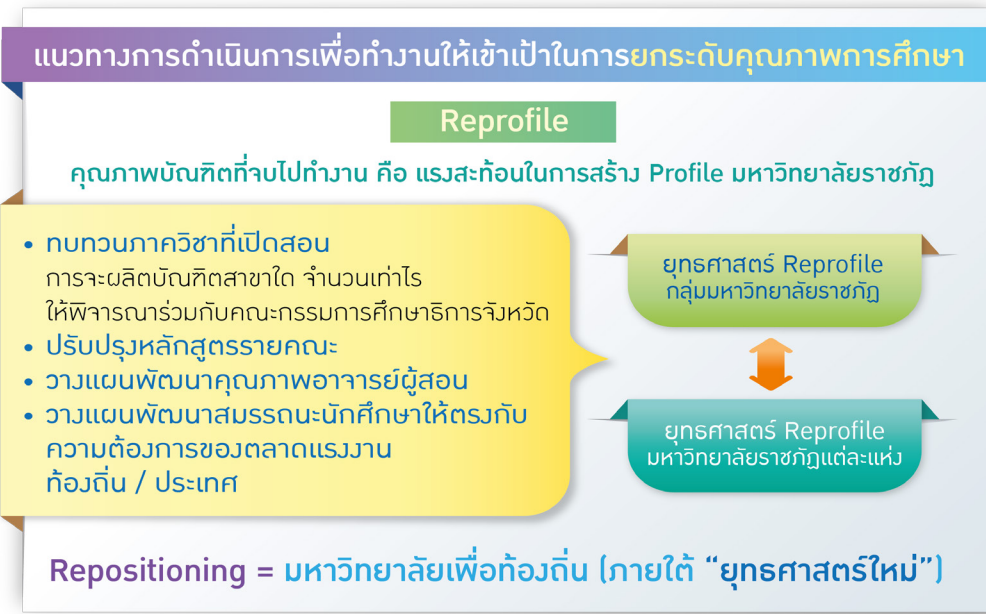 แนวทางการดำเนินการเพื่อทำงานให้เข้าเป้าในการยกระดับคุณภาพการศึกษา
Reprofile
คุณภาพบัณฑิตที่จบไปทำงาน คือ แรงสะท้อนในการสร้าง Profile มหาวิทยาลัยราชภัฏ
• ทบทวนภาควิชาที่เปิดสอน
การจะผลิตบัณฑิตสาขาใด จำนวนเท่าไร
ให้พิจารณาร่วมกับคณะกรรมการศึกษาธิการจังหวัด
• ปรับปรุงหลักสูตรรายคณะ
• วางแผนพัฒนาคุณภาพอาจารย์ผู้สอน
• วางแผนพัฒนาสมรรถนะนักศึกษาให้ตรงกับ
ความต้องการของตลาดแรงงาน
ท้องถิ่น / ประเทศ
ยุทธศาสตร์ Reprofile
กลุ่มมหาวิทยาลัยราชภัฏ
ยุทธศาสตร์ Reprofile
มหาวิทยาลัยราชภัฏแต่ละแห่ง
Repositioning = มหาวิทยาลัยเพื่อท้องถิ่น (ภายใต้ “ยุทธศาสตร์ใหม่”)